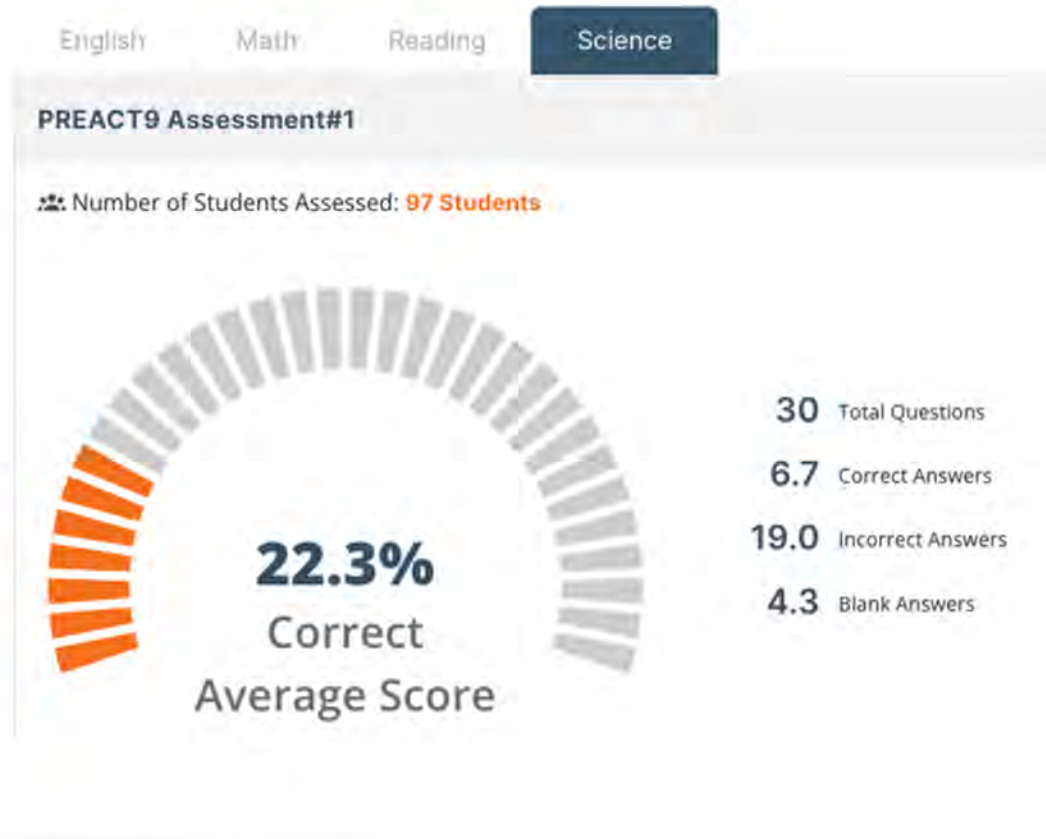 English Math Reading Science
PREACT9 Assessment#1
Number of Students Assessed: 97 Students
22.3%
Correct
Average Score
30 Total Questions
6.7 Correct Answers
19.0 Incorrect Answers
4.3 Blank Answers